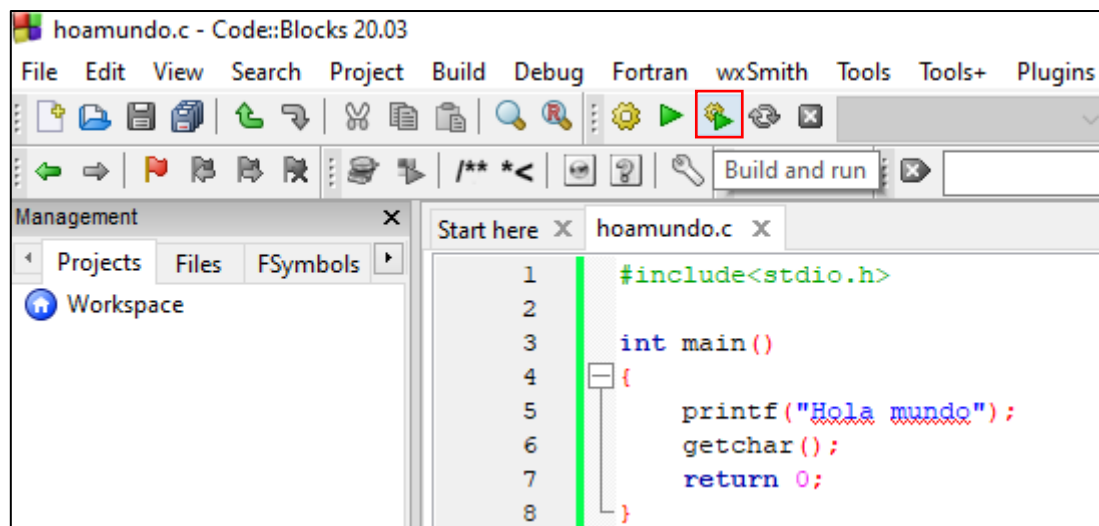 hoamundo.c - Code::Blocks 20.03
File Edit View Search Project Build Debug Fortran wxSmith Tools Tools+ Plugins
/** *<
Build and run
Management
Start here hoamundo.c
Projects Files FSymbols
Workspace
1 #include<stdio.h>
2
3 int main()
4 {
5 printf("Hola mundo");
6 getchar();
7 return 0;
8 }